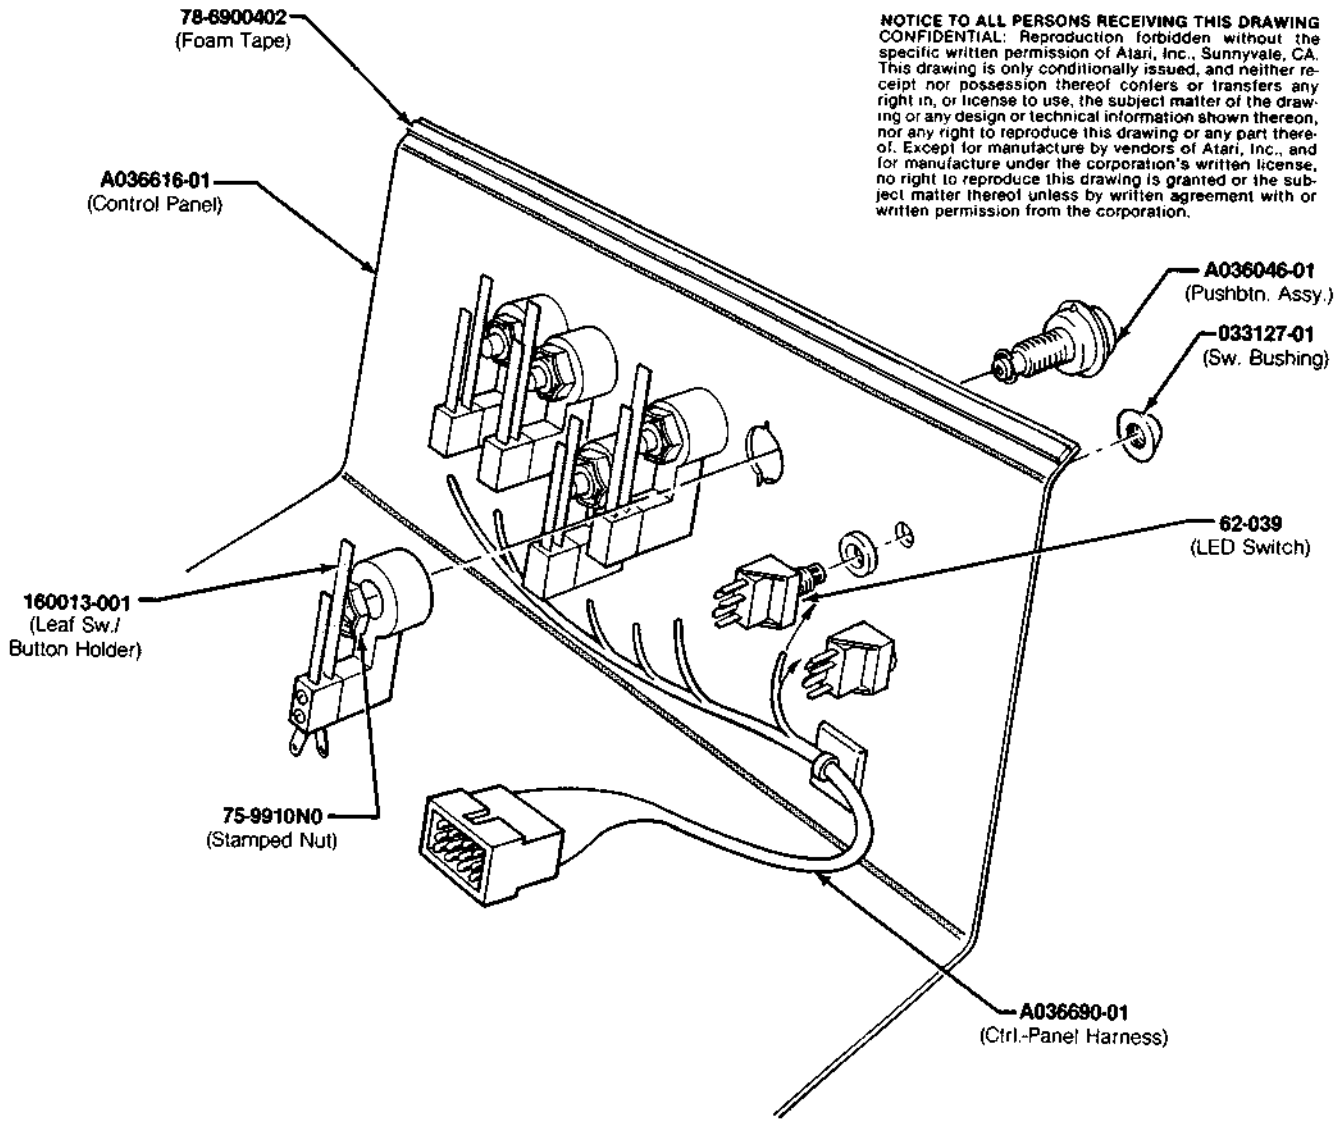 78-6900402
(Foam Tape)
NOTICE TO ALL PERSONS RECEIVING THIS DRAWING
CONFIDENTIAL: Reproduction forbidden without the
specific written permission of Atari, Inc., Sunnyvale, CA.
This drawing is only conditionally issued, and neither re-
ceipt nor possession thereof confers or transfers any
right in, or license to use, the subject matter of the draw-
ing or any design or technical information shown thereon,
nor any right to reproduce this drawing or any part there-
of. Except for manufacture by vendors of Atari, Inc., and
for manufacture under the corporation's written license,
no right to reproduce this drawing is granted or the sub-
ject matter thereof unless by written agreement with or
written permission from the corporation.
A036616-01
(Control Panel)
A036046-01
(Pushbtn. Assy.)
033127-01
(Sw. Bushing)
62-039
(LED Switch)
160013-001
(Leaf Sw./
Button Holder)
75-9910N0
(Stamped Nut)
A036690-01
(Ctrl.-Panel Harness)